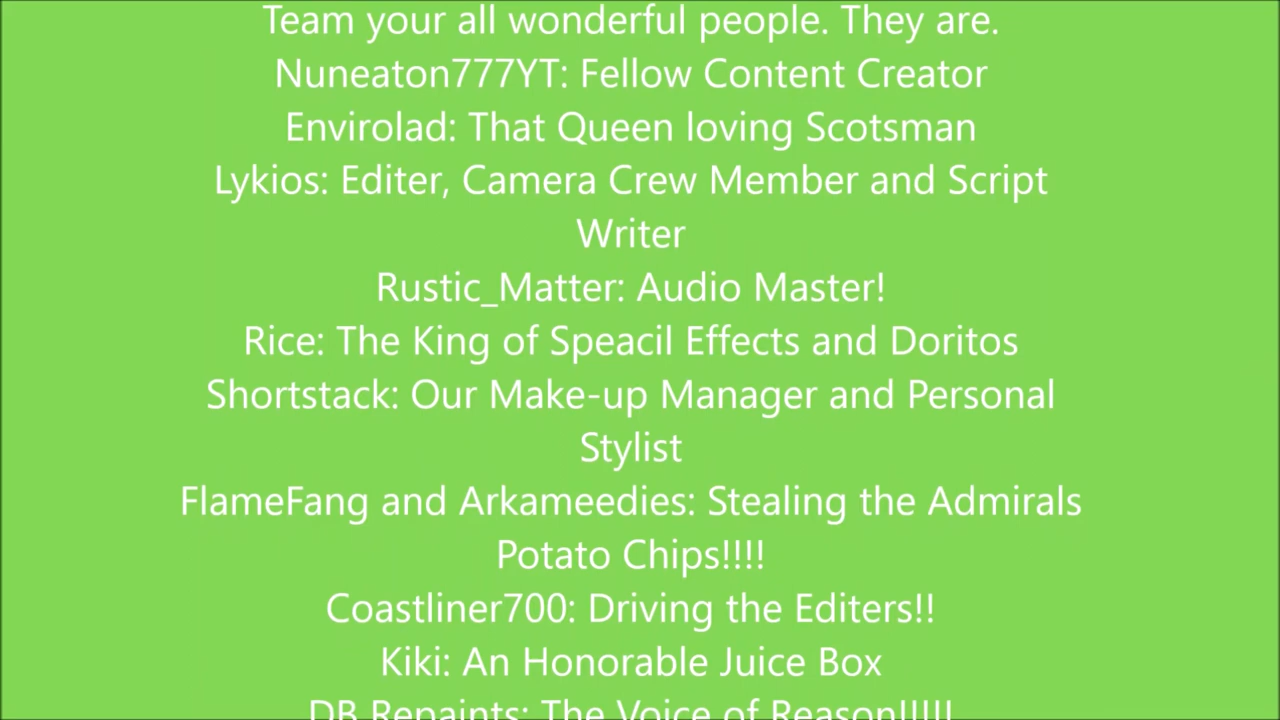 Team your all wonderful people. They are.
Nuneaton777YT: Fellow Content Creator
Envirolad: That Queen loving Scotsman
Lykios: Editer, Camera Crew Member and Script
Writer
Rustic_Matter: Audio Master!
Rice: The King of Speacil Effects and Doritos
Shortstack: Our Make-up Manager and Personal
Stylist
FlameFang and Arkameedies: Stealing the Admirals
Potato Chips!!!!
Coastliner700: Driving the Editers!!
Kiki: An Honorable Juice Box
DB Repaints: The Voice of Reason!!!!!